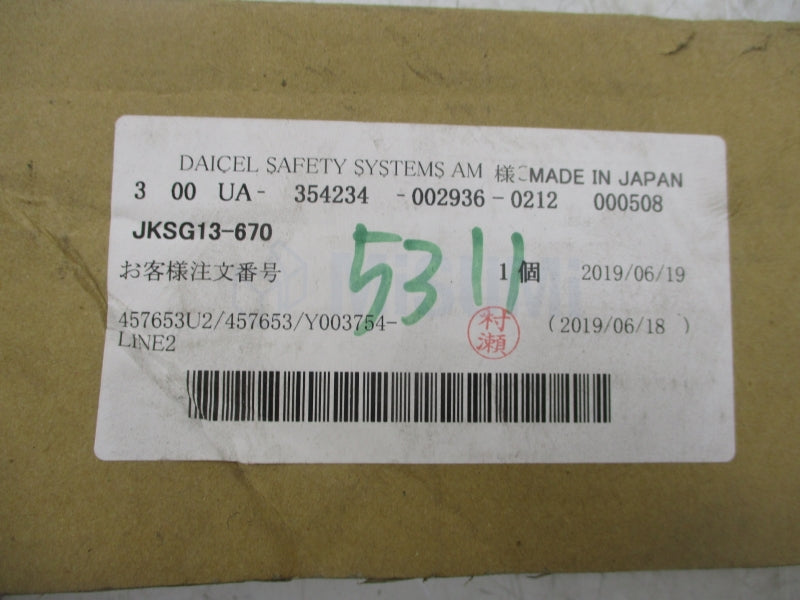 DAICEL SAFETY SYSTEMS AM 様 MADE IN JAPAN
3 00 UA- 354234 -002936-0212 000508
JKSG13-670
5311
お客様注文番号 1個 2019/06/19
457653U2/457653/Y003754- (2019/06/18 )
LINE2
村瀬